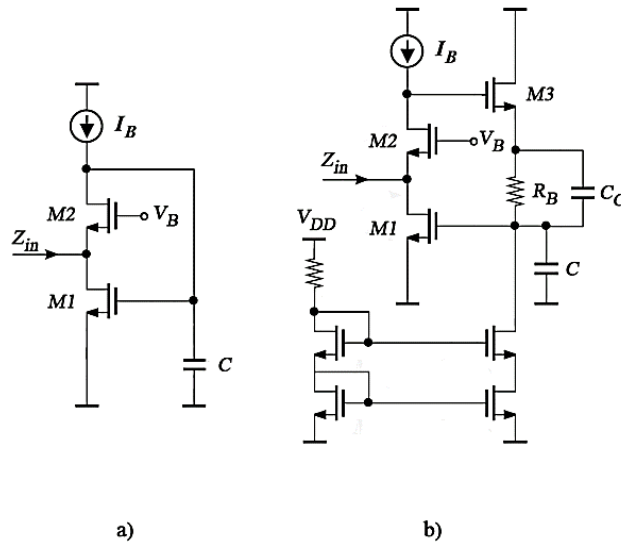 I_B
M2
V_B
Z_in
M1
C
a)
I_B
M3
M2
V_B
Z_in
R_B
C_C
V_DD
M1
C
b)